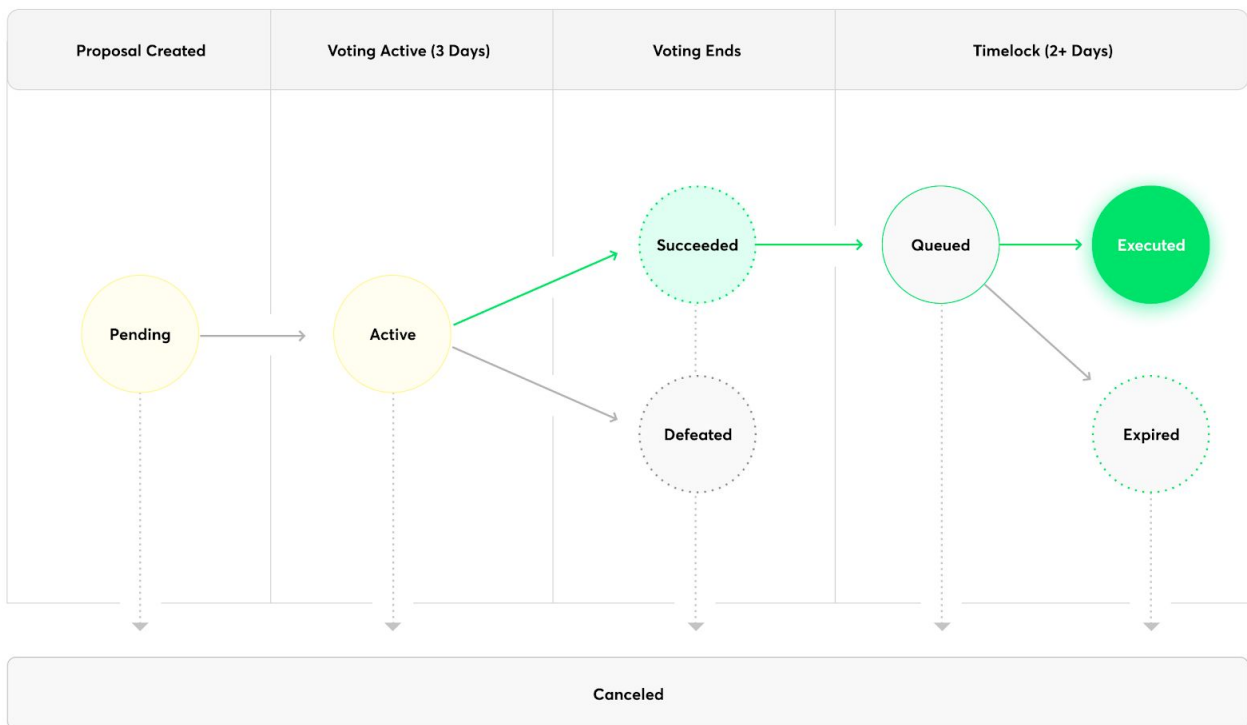 Proposal Created
Voting Active (3 Days)
Voting Ends
Timelock (2+ Days)
Succeeded
Queued
Executed
Pending
Active
Defeated
Expired
Canceled